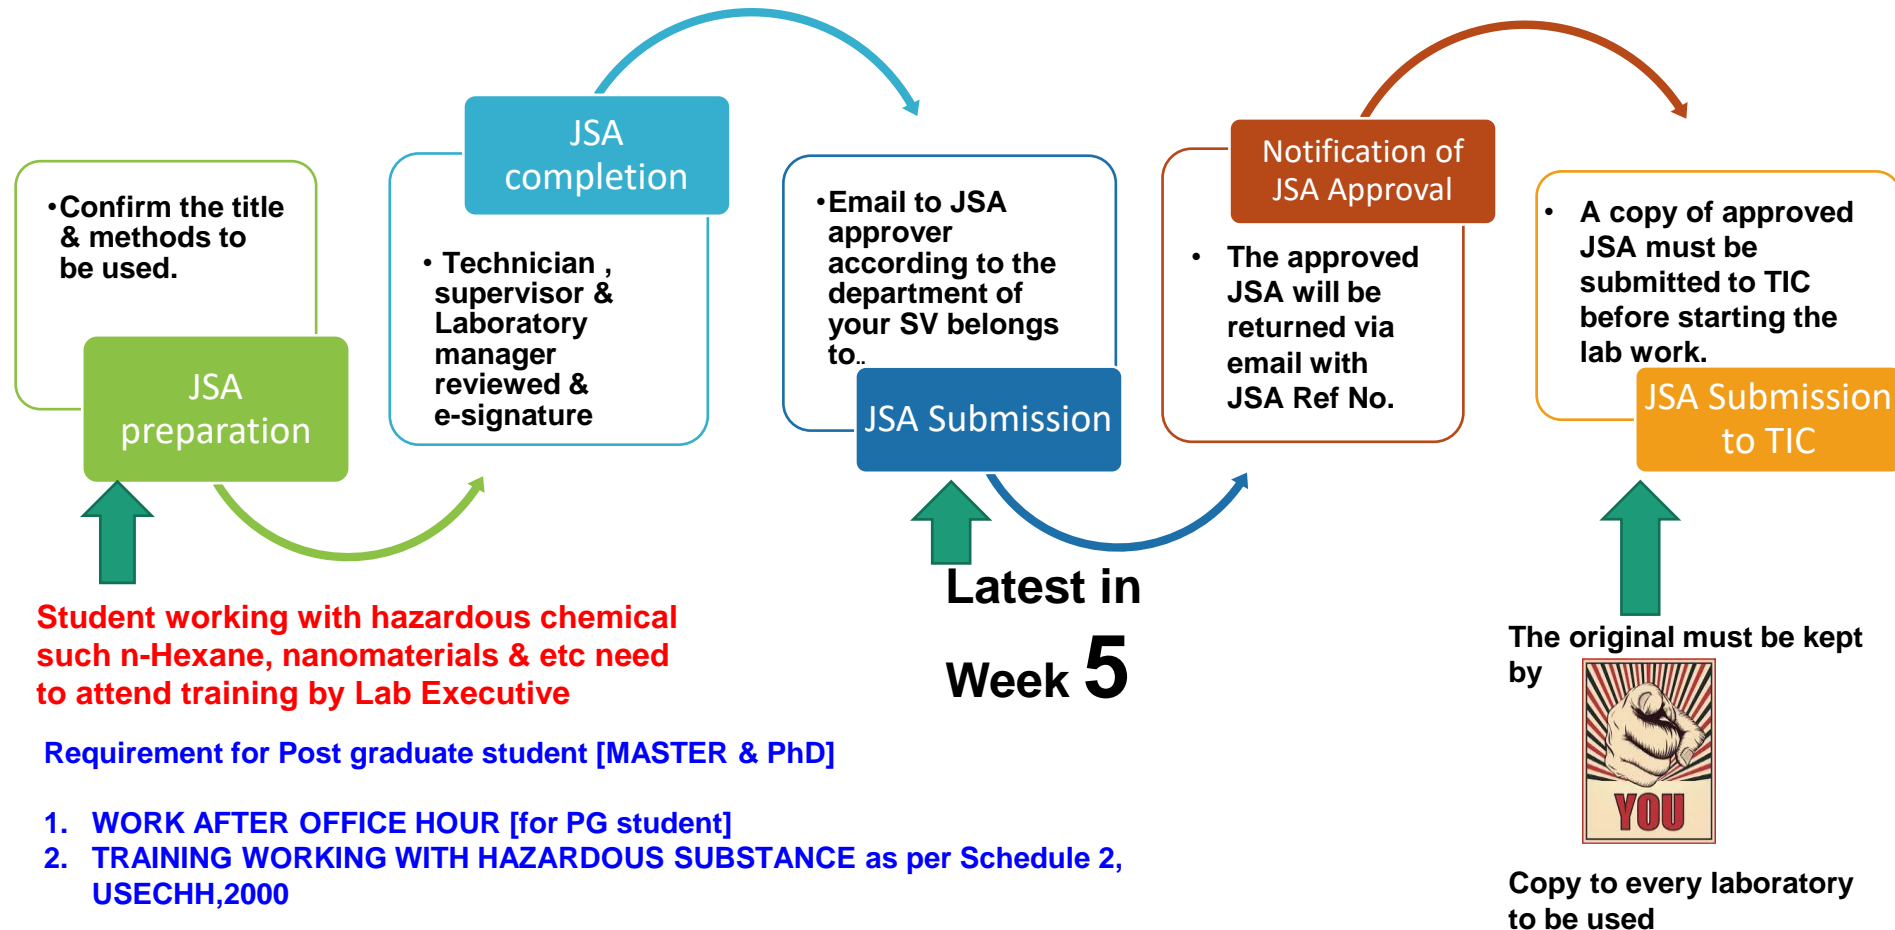 •Confirm the title
& methods to
be used.
JSA
preparation
JSA
completion
• Technician ,
supervisor &
Laboratory
manager
reviewed &
e-signature
•Email to JSA
approver
according to the
department of
your SV belongs
to..
JSA Submission
Notification of
JSA Approval
• The approved
JSA will be
returned via
email with
JSA Ref No.
• A copy of approved
JSA must be
submitted to TIC
before starting the
lab work.
JSA Submission
to TIC
Student working with hazardous chemical
such n-Hexane, nanomaterials & etc need
to attend training by Lab Executive
Latest in
Week 5
The original must be kept
by
YOU
Copy to every laboratory
to be used
Requirement for Post graduate student [MASTER & PhD]
1. WORK AFTER OFFICE HOUR [for PG student]
2. TRAINING WORKING WITH HAZARDOUS SUBSTANCE as per Schedule 2,
USECHH,2000